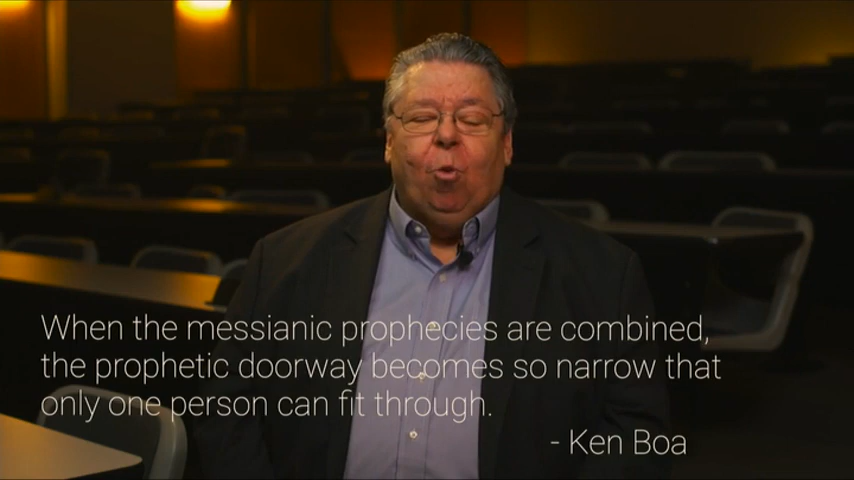 When the messianic prophecies are combined,
the prophetic doorway becomes so narrow that
only one person can fit through.
- Ken Boa